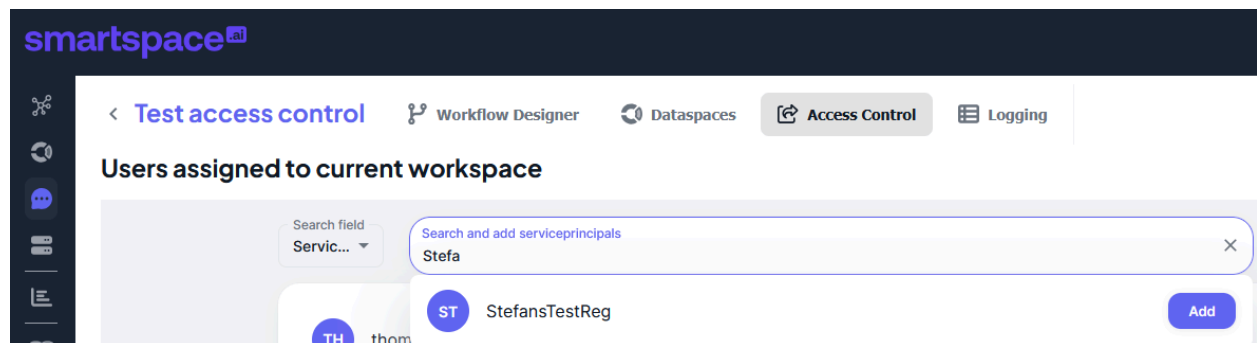 smartspace.ai
Test access control Workflow Designer Dataspaces Access Control Logging
Users assigned to current workspace
Search field
Servic...
Search and add serviceprincipals
Stefa
ST StefansTestReg Add
TH thom